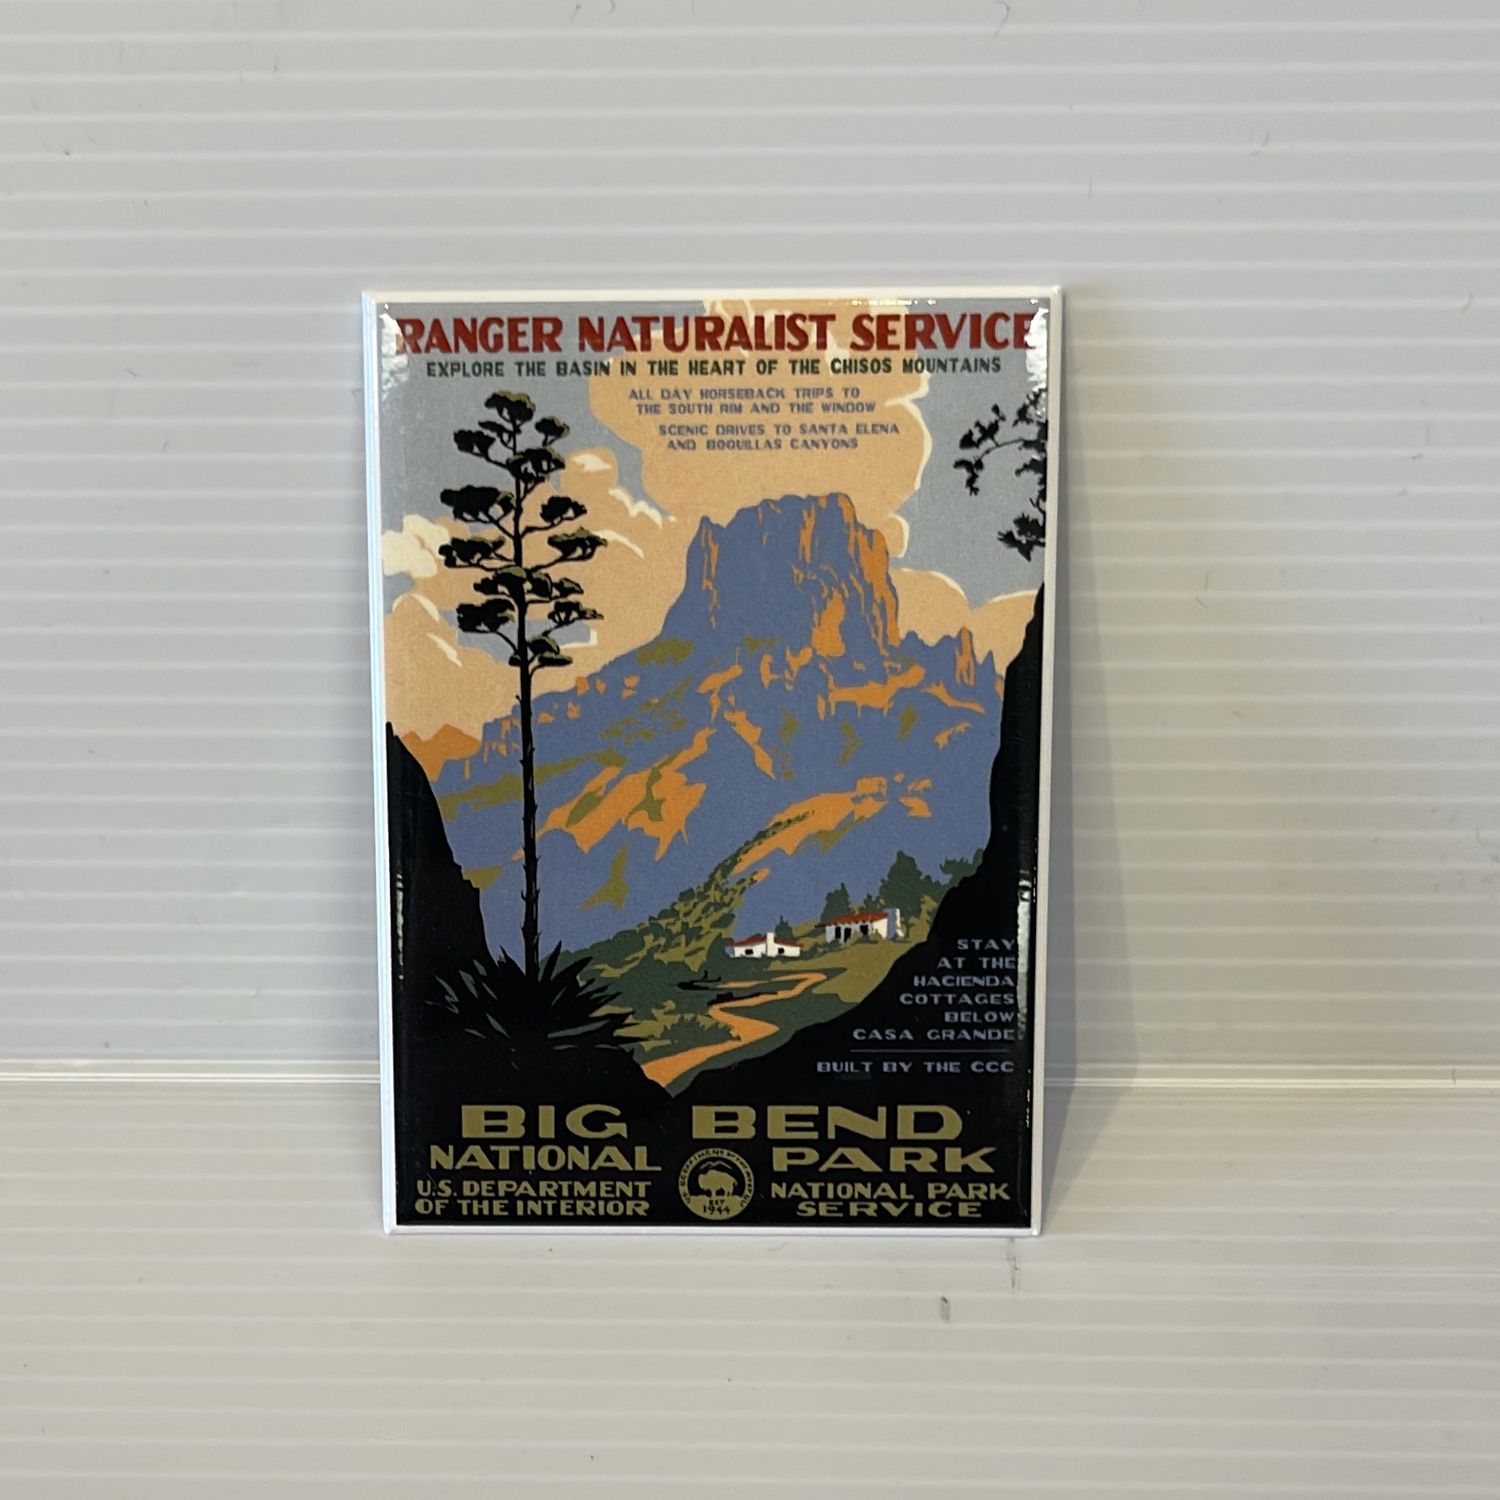 RANGER NATURALIST SERVICE
EXPLORE THE BASIN IN THE HEART OF THE CHISOS MOUNTAINS
ALL DAY HORSEBACK TRIPS TO
THE SOUTH RIM AND THE WINDOW
SCENIC DRIVES TO SANTA ELENA
AND BOQUILLAS CANYONS
STAY
AT THE
HACIENDA
COTTAGES
BELOW
CASA GRANDE
BUILT BY THE CCC
BIG BEND
NATIONAL PARK
U.S. DEPARTMENT
OF THE INTERIOR
EST
1944
NATIONAL PARK
SERVICE